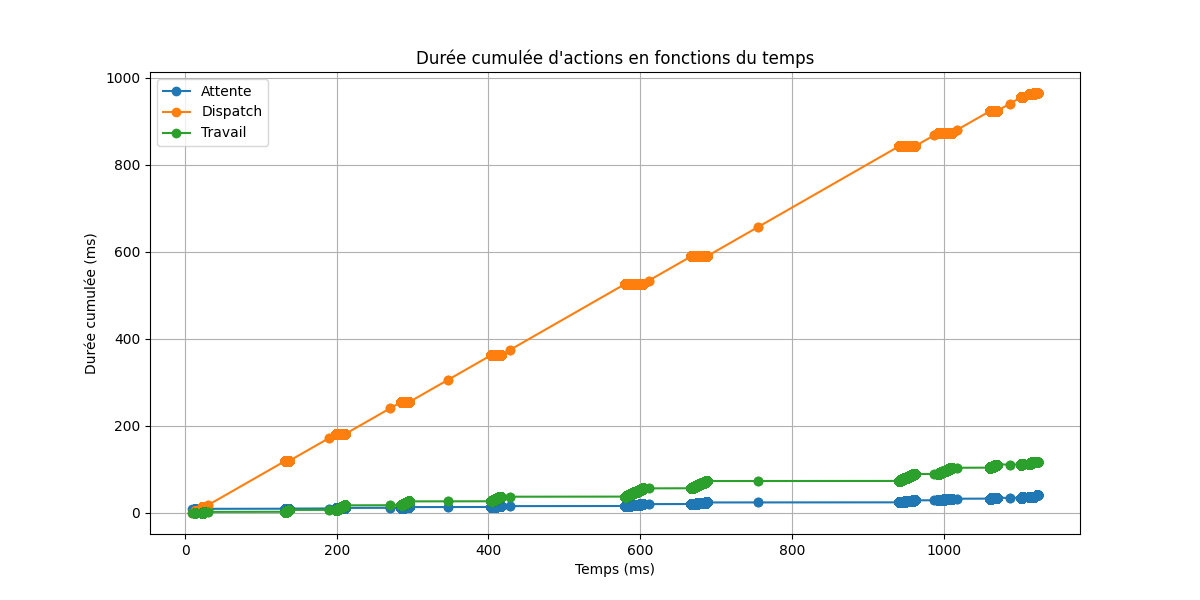 Durée cumulée d'actions en fonctions du temps
Attente
Dispatch
Travail
1000
800
600
400
200
0
Durée cumulée (ms)
0 200 400 600 800 1000
Temps (ms)